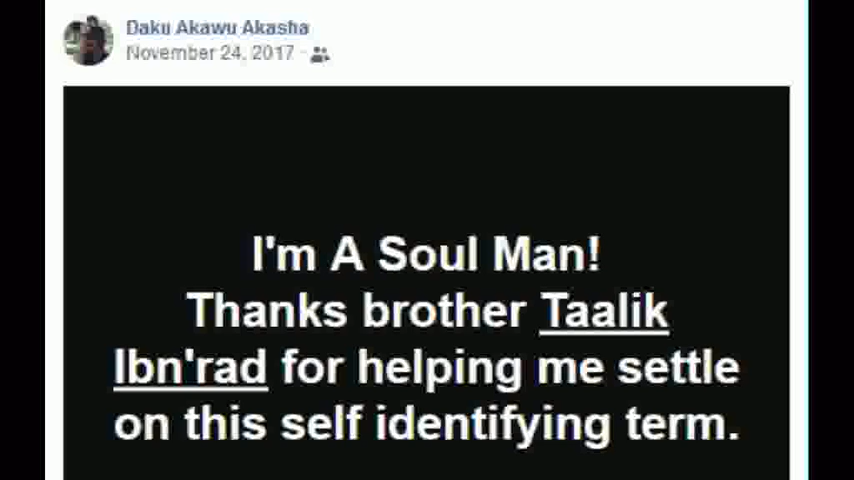 Daku Akawu Akasha
November 24, 2017 ·
I'm A Soul Man!
Thanks brother Taalik
Ibn'rad for helping me settle
on this self identifying term.